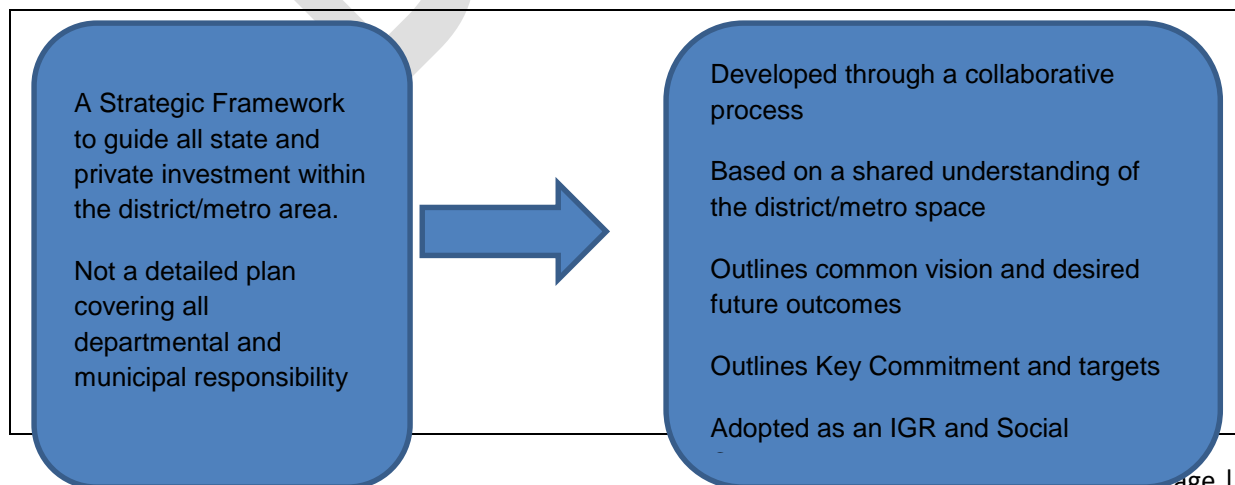 A Strategic Framework
to guide all state and
private investment within
the district/metro area.
Not a detailed plan
covering all
departmental and
municipal responsibility
Developed through a collaborative
process
Based on a shared understanding of
the district/metro space
Outlines common vision and desired
future outcomes
Outlines Key Commitment and targets
Adopted as an IGR and Social